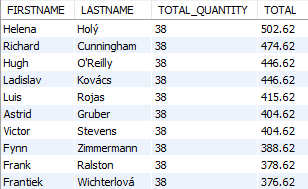 FIRSTNAME LASTNAME TOTAL_QUANTITY TOTAL
Helena Holý 38 502.62
Richard Cunningham 38 474.62
Hugh O'Reilly 38 446.62
Ladislav Kovács 38 446.62
Luis Rojas 38 415.62
Astrid Gruber 38 404.62
Victor Stevens 38 404.62
Fynn Zimmermann 38 388.62
Frank Ralston 38 378.62
Frantiek Wichterlová 38 376.62